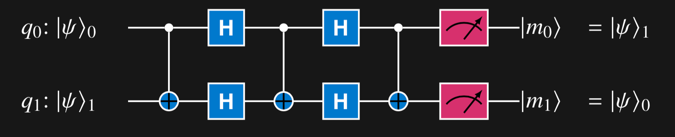 q₀: |ψ⟩₀ H H |m₀⟩ = |ψ⟩₁
q₁: |ψ⟩₁ H H |m₁⟩ = |ψ⟩₀